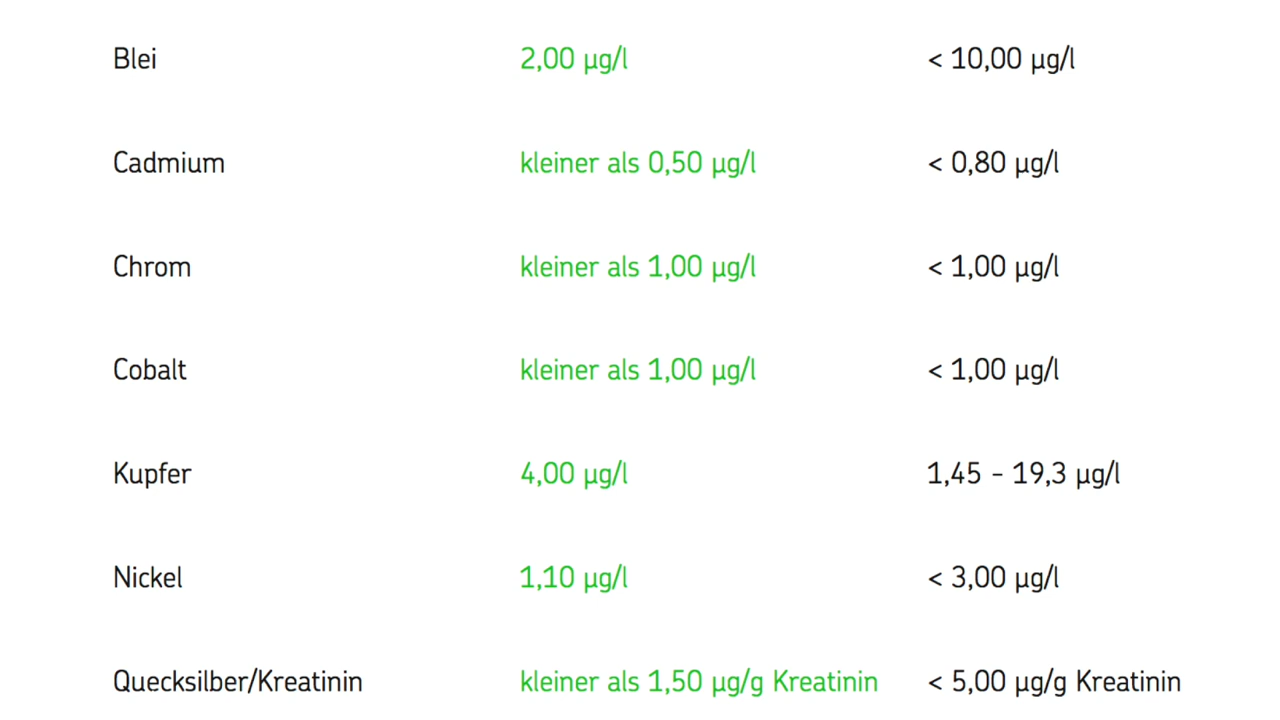 Blei 2,00 µg/l < 10,00 µg/l
Cadmium kleiner als 0,50 µg/l < 0,80 µg/l
Chrom kleiner als 1,00 µg/l < 1,00 µg/l
Cobalt kleiner als 1,00 µg/l < 1,00 µg/l
Kupfer 4,00 µg/l 1,45 - 19,3 µg/l
Nickel 1,10 µg/l < 3,00 µg/l
Quecksilber/Kreatinin kleiner als 1,50 µg/g Kreatinin < 5,00 µg/g Kreatinin